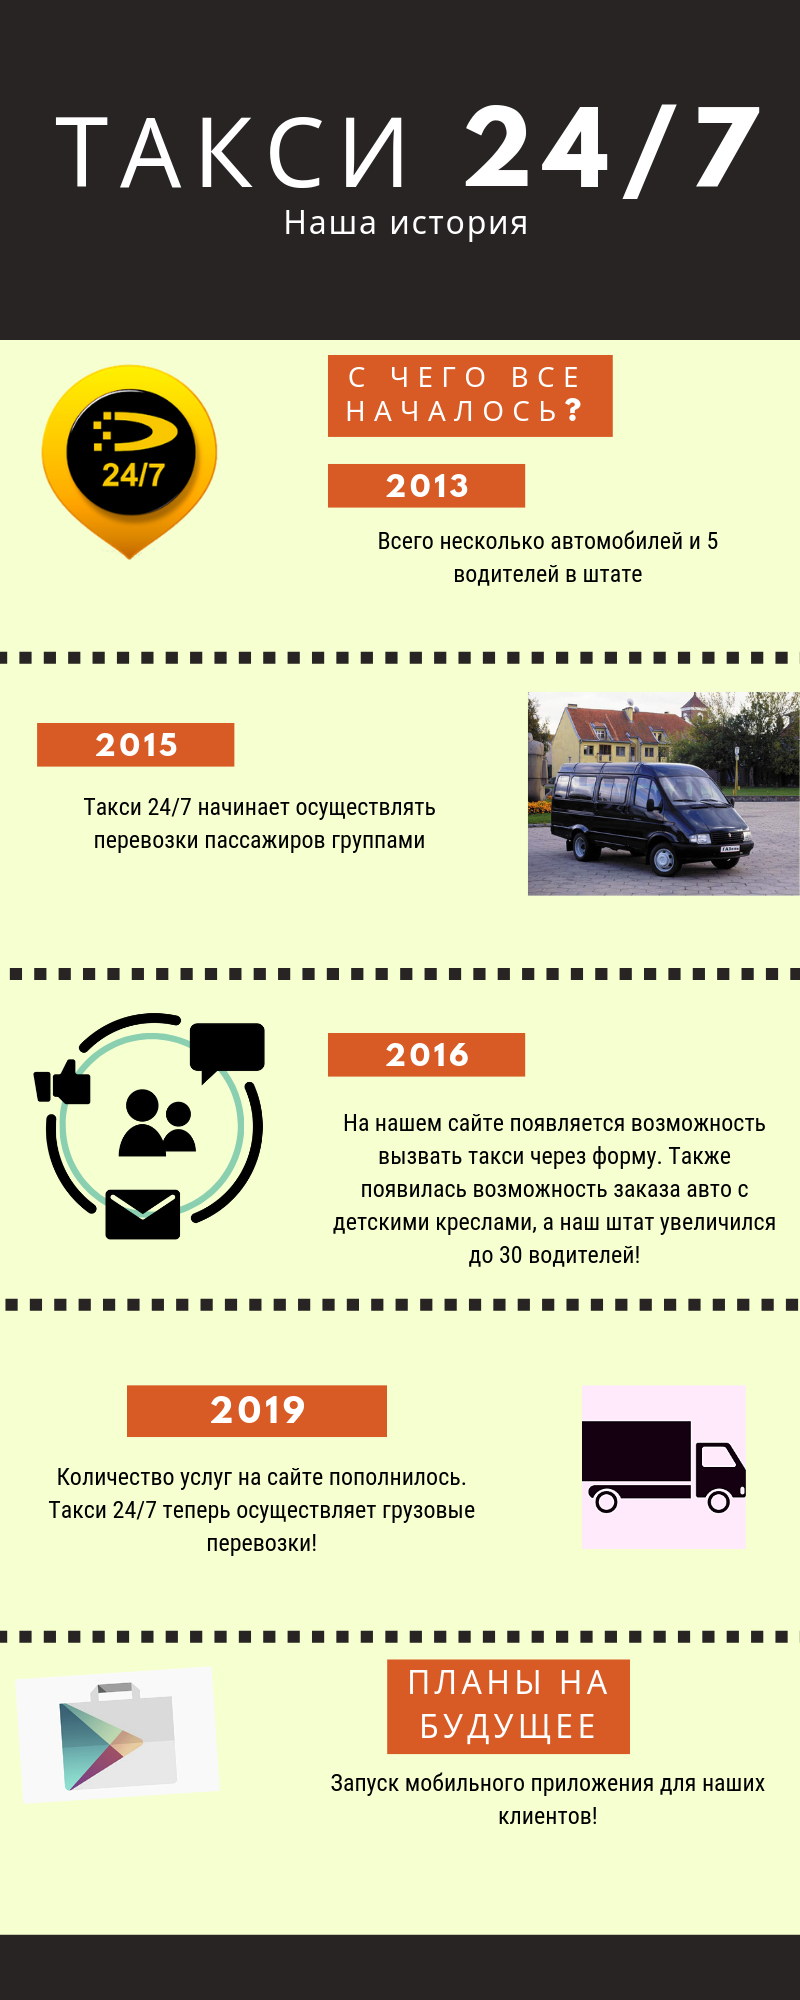 ТАКСИ 24/7
Наша история
24/7
С ЧЕГО ВСЕ
НАЧАЛОСЬ?
2013
Всего несколько автомобилей и 5
водителей в штате
2015
Такси 24/7 начинает осуществлять
перевозки пассажиров группами
2016
На нашем сайте появляется возможность
вызвать такси через форму. Также
появилась возможность заказа авто с
детскими креслами, а наш штат увеличился
до 30 водителей!
2019
Количество услуг на сайте пополнилось.
Такси 24/7 теперь осуществляет грузовые
перевозки!
ПЛАНЫ НА
БУДУЩЕЕ
Запуск мобильного приложения для наших
клиентов!